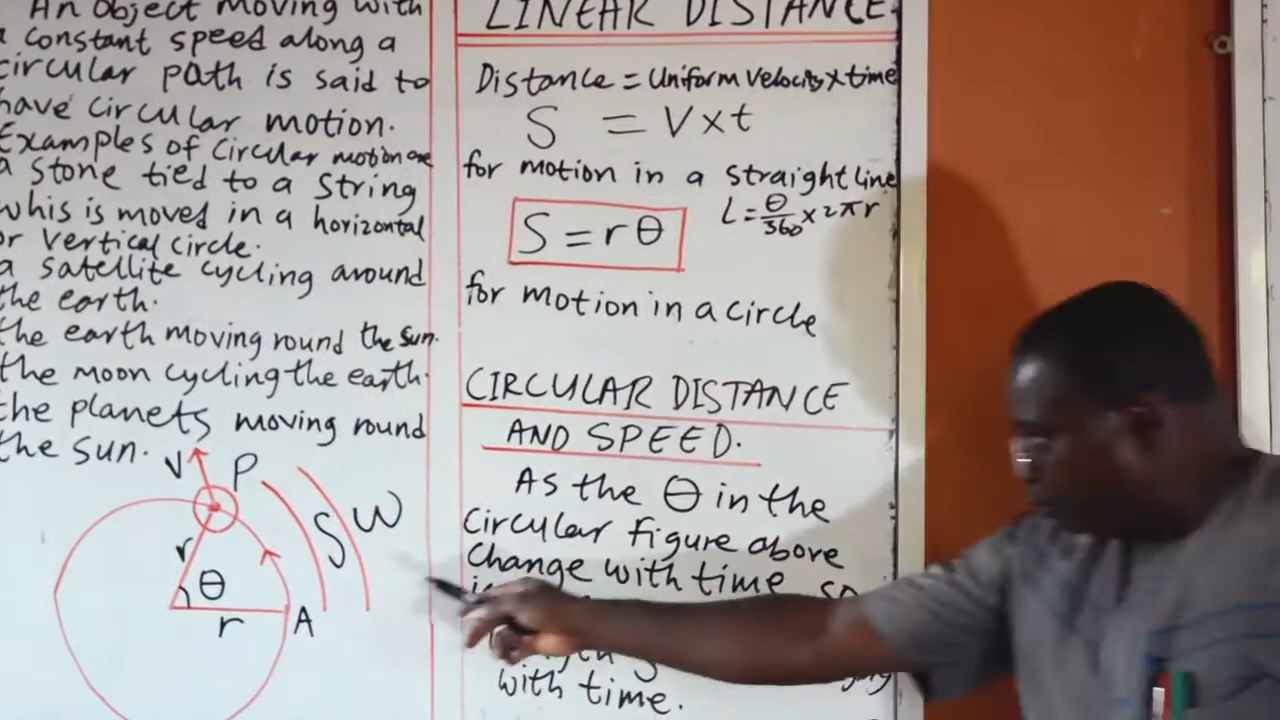 An Object moving with
a constant speed along a
circular path is said to
have circular motion.
Examples of Circular motion are
a stone tied to a string
whis is moved in a horizontal
or vertical circle.
a satellite cycling around
the earth.
the earth moving round the sun.
the moon cycling the earth.
the planets moving round
the sun.
V P
S W
r θ
r A
LINEAR DISTANCE
Distance = Uniform velocity x time
S = V x t
for motion in a straight line
S = rθ
L = θ/360 x 2πr
for motion in a circle
CIRCULAR DISTANCE
AND SPEED.
As the θ in the
circular figure above
Change with time so
with time.